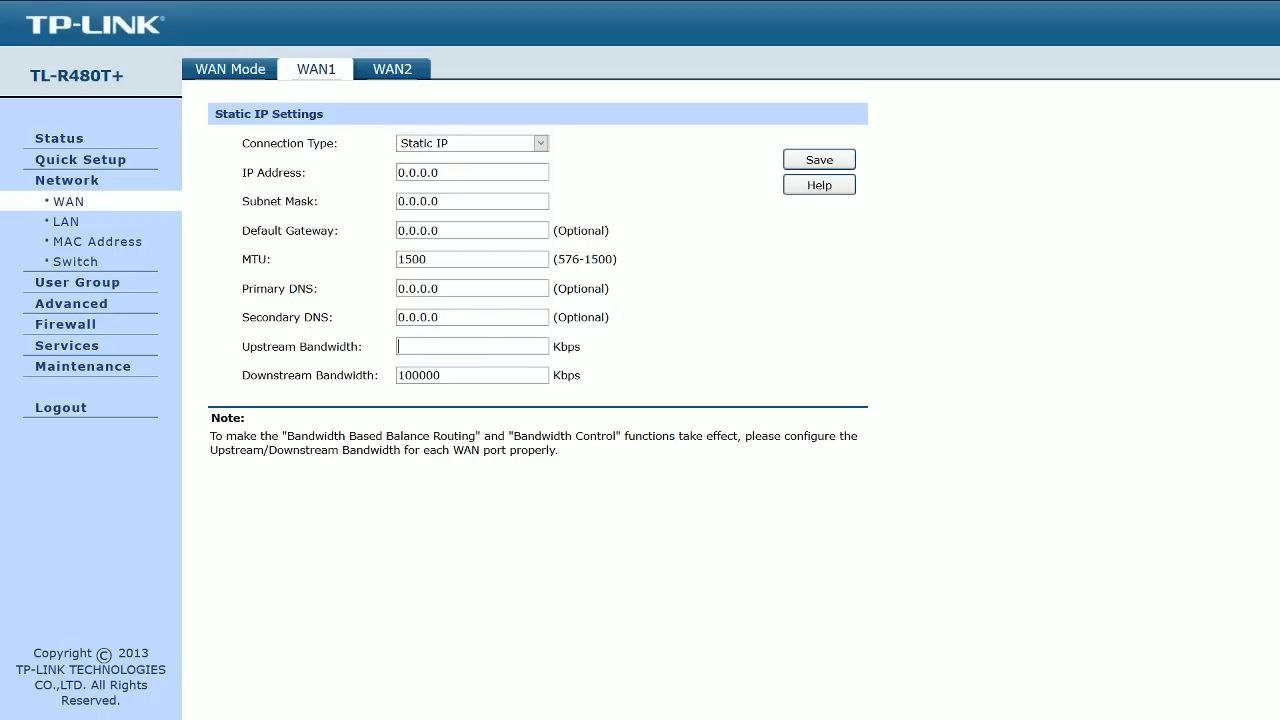 TP-LINK®
TL-R480T+
WAN Mode WAN1 WAN2
Status
Quick Setup
Network
• WAN
• LAN
• MAC Address
• Switch
User Group
Advanced
Firewall
Services
Maintenance
Logout
Copyright © 2013
TP-LINK TECHNOLOGIES
CO.,LTD. All Rights
Reserved.
Static IP Settings
Connection Type: Static IP
IP Address: 0.0.0.0
Subnet Mask: 0.0.0.0
Default Gateway: 0.0.0.0 (Optional)
MTU: 1500 (576-1500)
Primary DNS: 0.0.0.0 (Optional)
Secondary DNS: 0.0.0.0 (Optional)
Upstream Bandwidth: Kbps
Downstream Bandwidth: 100000 Kbps
Save
Help
Note:
To make the "Bandwidth Based Balance Routing" and "Bandwidth Control" functions take effect, please configure the
Upstream/Downstream Bandwidth for each WAN port properly.